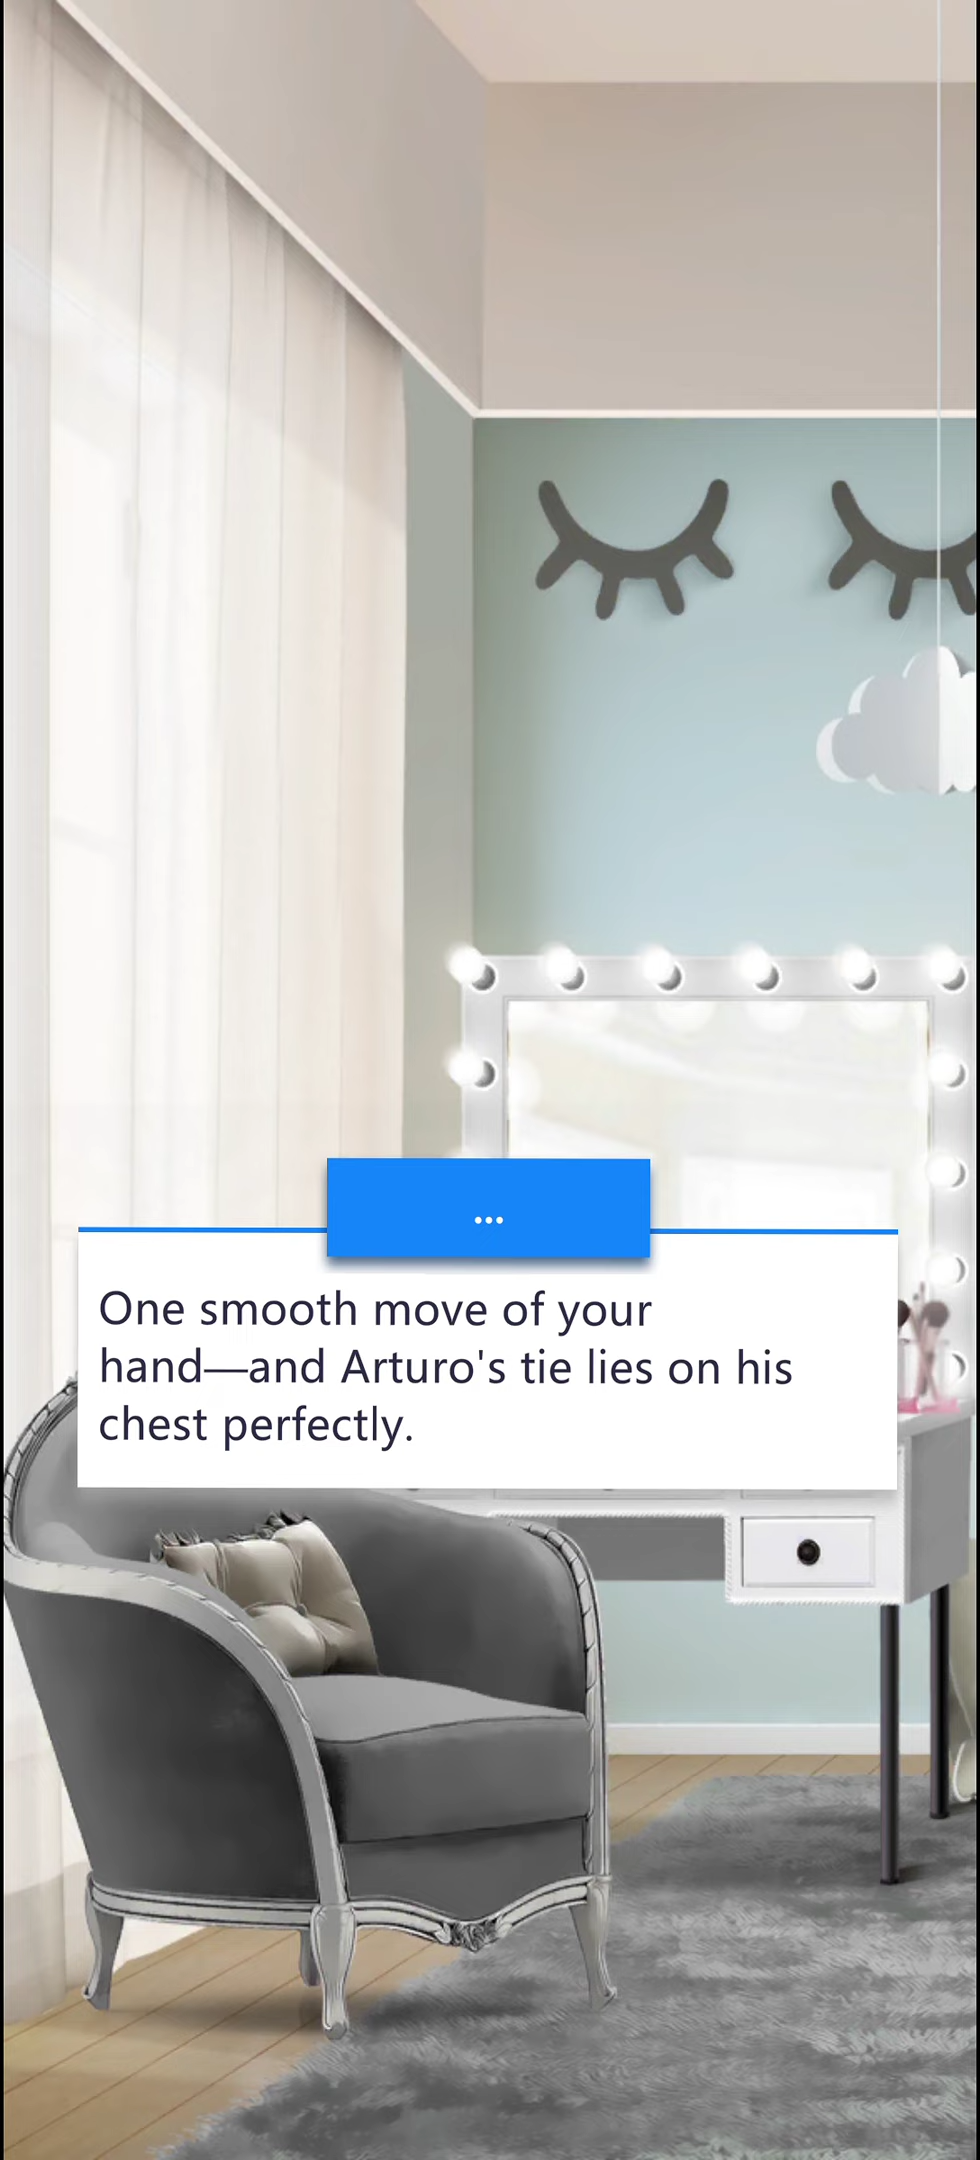 ...
One smooth move of your
hand—and Arturo's tie lies on his
chest perfectly.